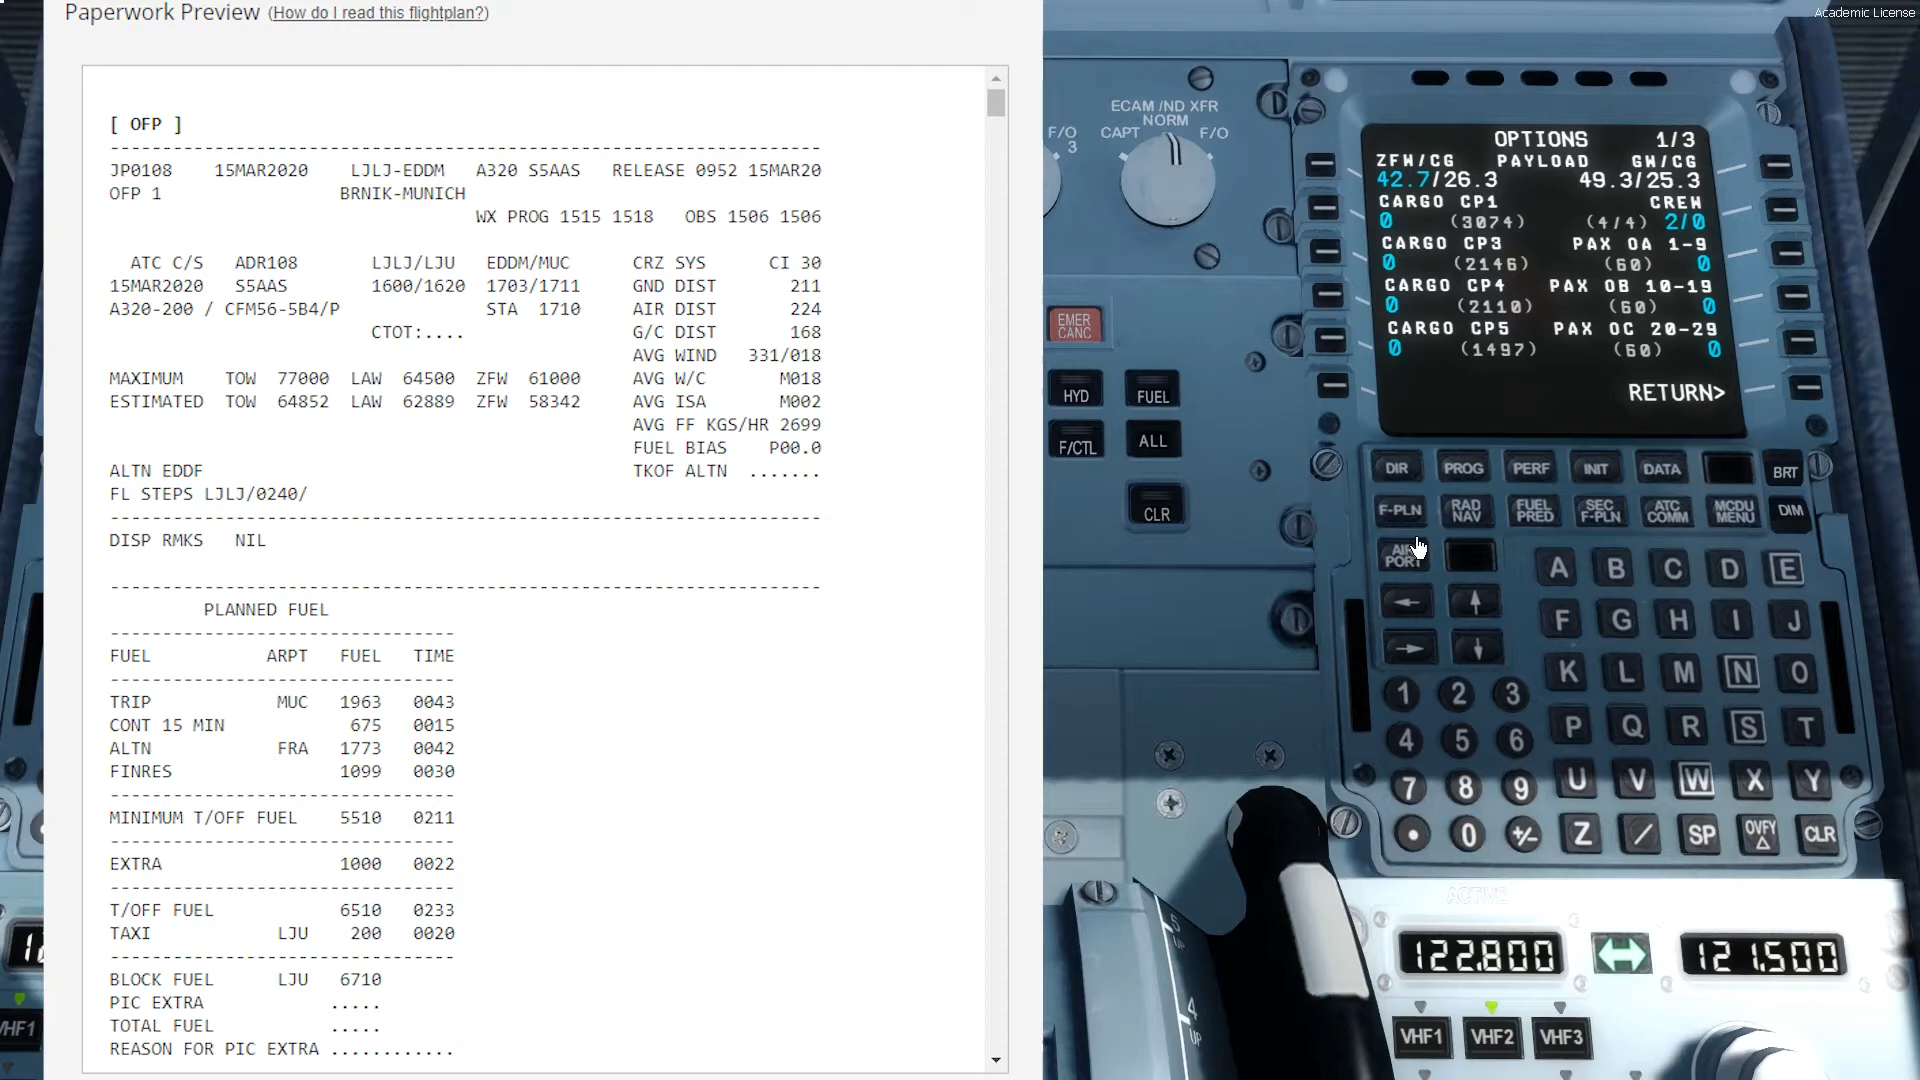 Paperwork Preview (How do I read this flightplan?)
[ OFP ]
--------------------------------------------------------------------
JP0108 15MAR2020 LJLJ-EDDM A320 S5AAS RELEASE 0952 15MAR20
OFP 1 BRNIK-MUNICH
WX PROG 1515 1518 OBS 1506 1506
ATC C/S ADR108 LJLJ/LJU EDDM/MUC CRZ SYS CI 30
15MAR2020 S5AAS 1600/1620 1703/1711 GND DIST 211
A320-200 / CFM56-5B4/P STA 1710 AIR DIST 224
CTOT:.... G/C DIST 168
AVG WIND 331/018
MAXIMUM TOW 77000 LAW 64500 ZFW 61000 AVG W/C M018
ESTIMATED TOW 64852 LAW 62889 ZFW 58342 AVG ISA M002
AVG FF KGS/HR 2699
FUEL BIAS P00.0
ALTN EDDF TKOF ALTN .......
FL STEPS LJLJ/0240/
--------------------------------------------------------------------
DISP RMKS NIL
--------------------------------------------------------------------
PLANNED FUEL
---------------------------------
FUEL ARPT FUEL TIME
---------------------------------
TRIP MUC 1963 0043
CONT 15 MIN 675 0015
ALTN FRA 1773 0042
FINRES 1099 0030
---------------------------------
MINIMUM T/OFF FUEL 5510 0211
---------------------------------
EXTRA 1000 0022
---------------------------------
T/OFF FUEL 6510 0233
TAXI LJU 200 0020
---------------------------------
BLOCK FUEL LJU 6710
PIC EXTRA .....
TOTAL FUEL .....
REASON FOR PIC EXTRA ............
Academic License
ECAM /ND XFR
NORM
CAPT F/O
F/O
3
EMER
CANC
HYD FUEL
F/CTL ALL
CLR
OPTIONS 1/3
ZFW/CG PAYLOAD GW/CG
42.7/26.3 49.3/25.3
CARGO CP1 CREW
0 (3074) (4/4) 2/0
CARGO CP3 PAX OA 1-9
0 (2146) (60) 0
CARGO CP4 PAX OB 10-19
0 (2110) (60) 0
CARGO CP5 PAX OC 20-29
0 (1497) (60) 0
RETURN>
DIR PROG PERF INIT DATA BRT
F-PLN RAD NAV FUEL PRED SEC F-PLN ATC COMM MCDU MENU DIM
AIR PORT
← ↑
→ ↓
A B C D E
F G H I J
K L M N O
P Q R S T
U V W X Y
Z / SP OVFY △ CLR
1 2 3
4 5 6
7 8 9
• 0 +/-
ACTIVE
122.800 121.500
VHF1 VHF2 VHF3
5
UP
4
UP
VHF1